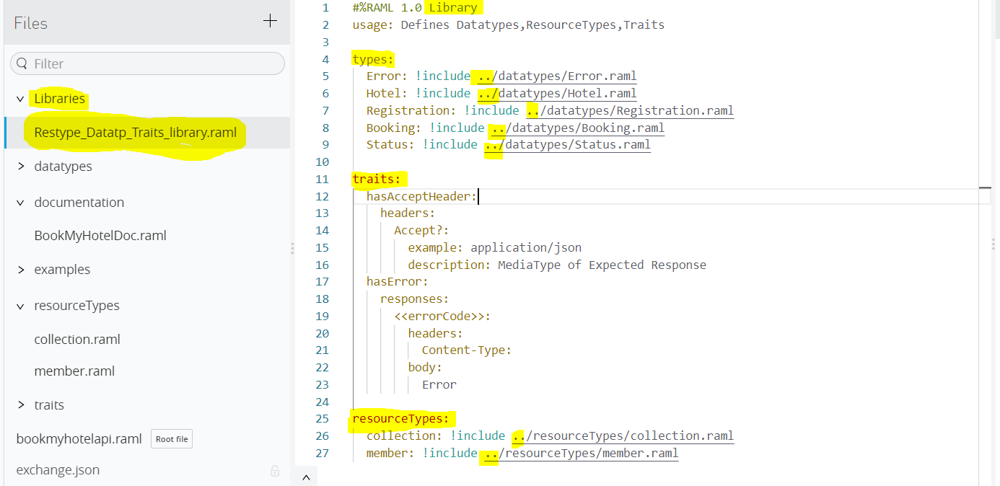 Files
Filter
Libraries
Restype_Datatp_Traits_library.raml
datatypes
documentation
BookMyHotelDoc.raml
examples
resourceTypes
collection.raml
member.raml
traits
bookmyhotelapi.raml Root file
exchange.json
1 #%RAML 1.0 Library
2 usage: Defines Datatypes,ResourceTypes,Traits
3
4 types:
5 Error: !include ../datatypes/Error.raml
6 Hotel: !include ../datatypes/Hotel.raml
7 Registration: !include ../datatypes/Registration.raml
8 Booking: !include ../datatypes/Booking.raml
9 Status: !include ../datatypes/Status.raml
10
11 traits:
12 hasAcceptHeader:
13 headers:
14 Accept?:
15 example: application/json
16 description: MediaType of Expected Response
17 hasError:
18 responses:
19 <<errorCode>>:
20 headers:
21 Content-Type:
22 body:
23 Error
24
25 resourceTypes:
26 collection: !include ../resourceTypes/collection.raml
27 member: !include ../resourceTypes/member.raml